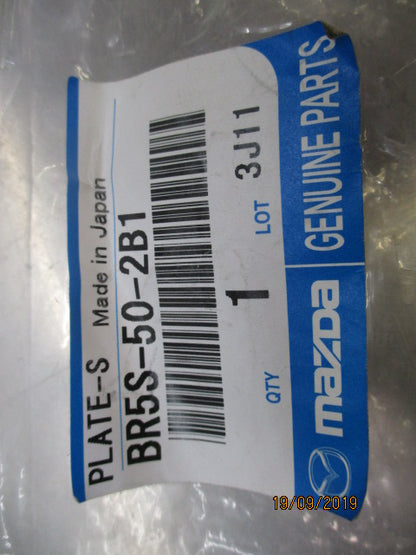 PLATE-S Made in Japan
BR5S-50-2B1
QTY 1 LOT 3J11
mazda GENUINE PARTS
19/09/2019